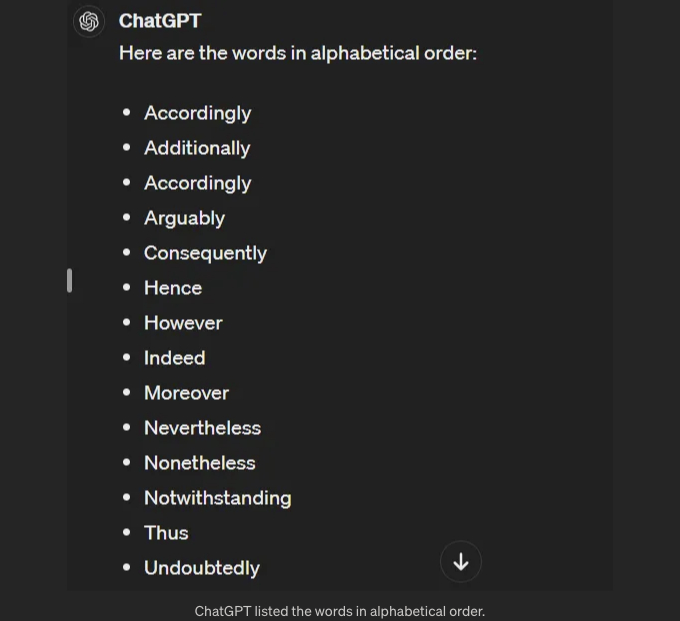 ChatGPT
Here are the words in alphabetical order:
• Accordingly
• Additionally
• Accordingly
• Arguably
• Consequently
• Hence
• However
• Indeed
• Moreover
• Nevertheless
• Nonetheless
• Notwithstanding
• Thus
• Undoubtedly
ChatGPT listed the words in alphabetical order.